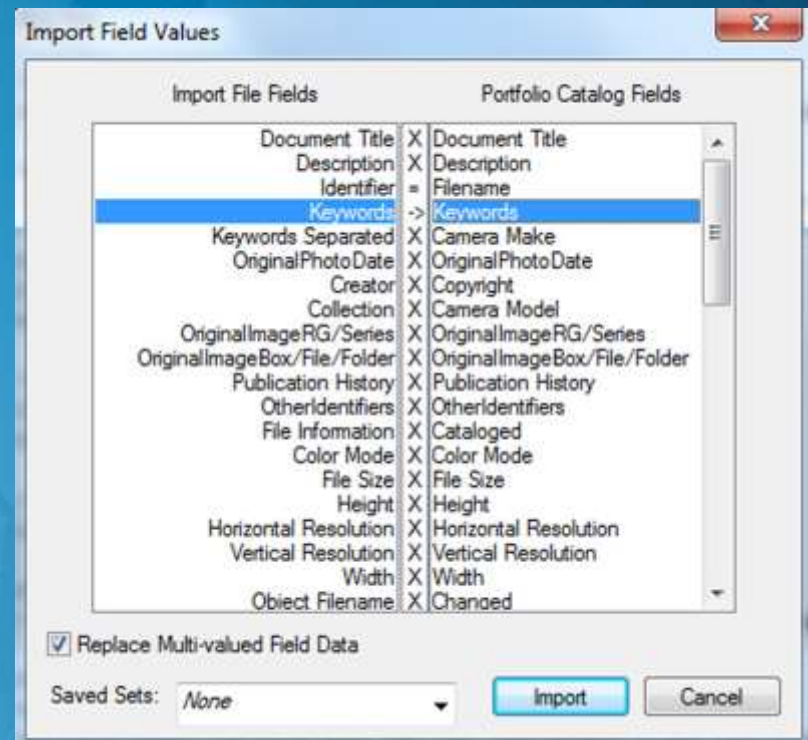 Import Field Values
Import File Fields Portfolio Catalog Fields
Document Title X Document Title
Description X Description
Identifier = Filename
Keywords -> Keywords
Keywords Separated X Camera Make
OriginalPhotoDate X OriginalPhotoDate
Creator X Copyright
Collection X Camera Model
OriginalImageRG/Series X OriginalImageRG/Series
OriginalImageBox/File/Folder X OriginalImageBox/File/Folder
Publication History X Publication History
OtherIdentifiers X OtherIdentifiers
File Information X Cataloged
Color Mode X Color Mode
File Size X File Size
Height X Height
Horizontal Resolution X Horizontal Resolution
Vertical Resolution X Vertical Resolution
Width X Width
Object Filename X Changed
Replace Multi-valued Field Data
Saved Sets: None Import Cancel